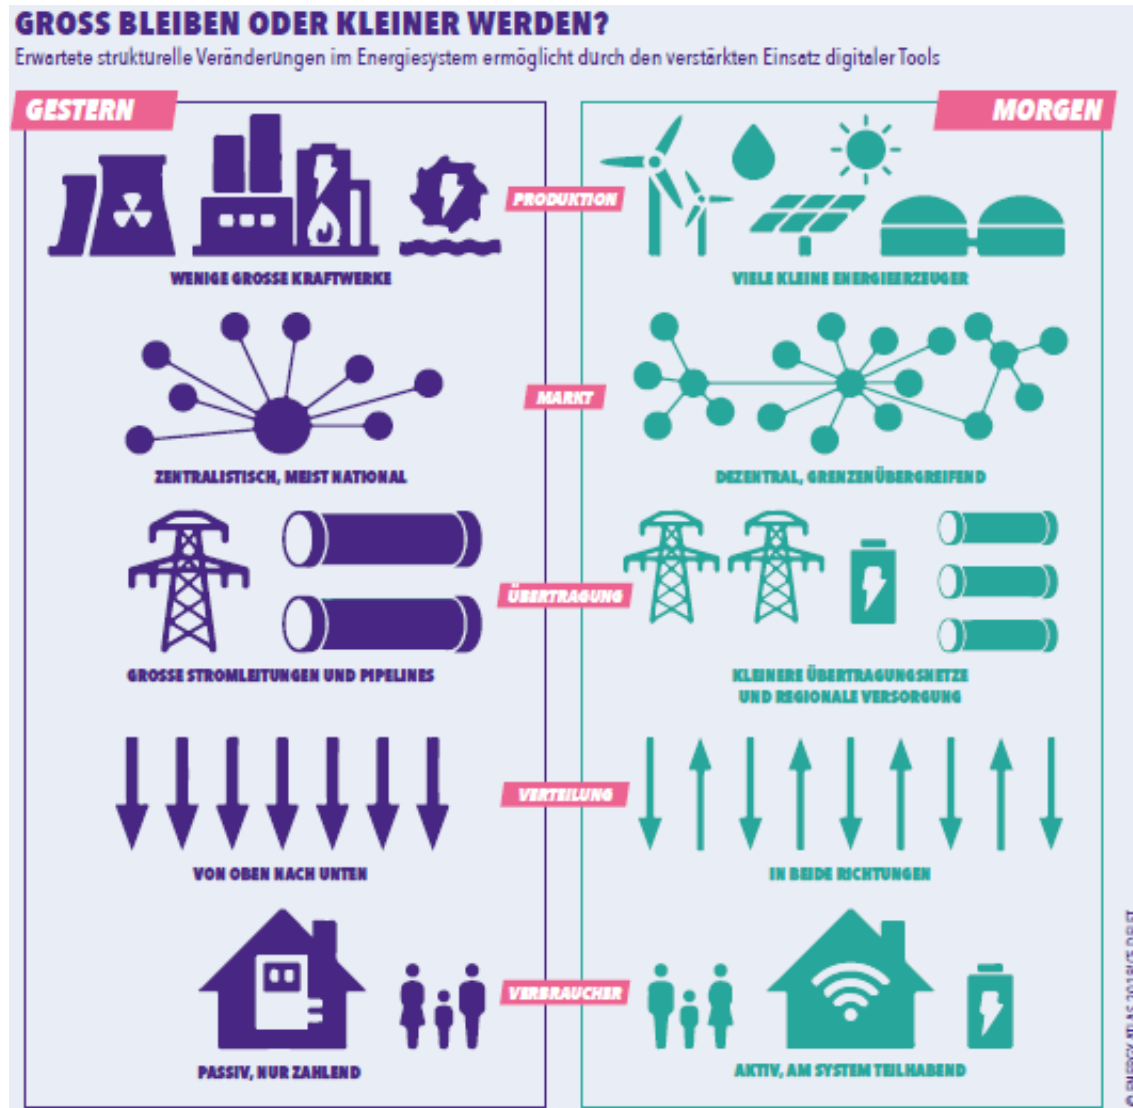 GROSS BLEIBEN ODER KLEINER WERDEN?
Erwartete strukturelle Veränderungen im Energiesystem ermöglicht durch den verstärkten Einsatz digitaler Tools
GESTERN
MORGEN
PRODUKTION
WENIGE GROSSE KRAFTWERKE
VIELE KLEINE ENERGIEERZEUGER
MARKT
ZENTRALISTISCH, MEIST NATIONAL
DEZENTRAL, GRENZENÜBERGREIFEND
ÜBERTRAGUNG
GROSSE STROMLEITUNGEN UND PIPELINES
KLEINERE ÜBERTRAGUNGSNETZE
UND REGIONALE VERSORGUNG
VERTEILUNG
VON OBEN NACH UNTEN
IN BEIDE RICHTUNGEN
VERBRAUCHER
PASSIV, NUR ZAHLEND
AKTIV, AM SYSTEM TEILHABEND
© ENERGY ATLAS 2018